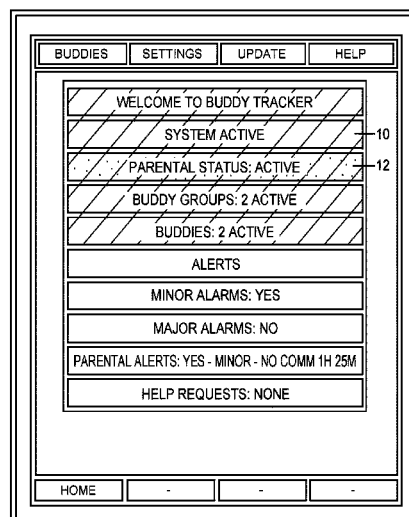 BUDDIES SETTINGS UPDATE HELP
WELCOME TO BUDDY TRACKER
SYSTEM ACTIVE 10
PARENTAL STATUS: ACTIVE 12
BUDDY GROUPS: 2 ACTIVE
BUDDIES: 2 ACTIVE
ALERTS
MINOR ALARMS: YES
MAJOR ALARMS: NO
PARENTAL ALERTS: YES - MINOR - NO COMM 1H 25M
HELP REQUESTS: NONE
HOME - - -